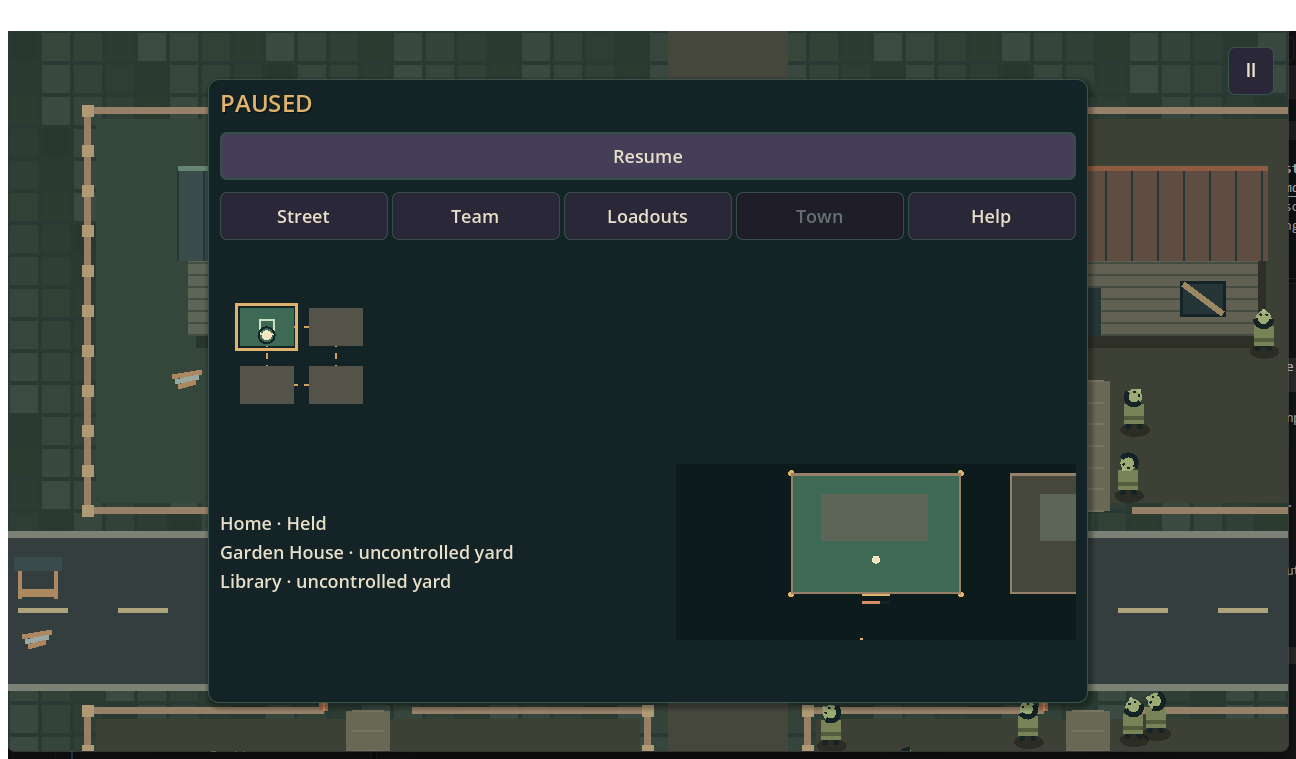 PAUSED
Resume
Street Team Loadouts Town Help
Home · Held
Garden House · uncontrolled yard
Library · uncontrolled yard